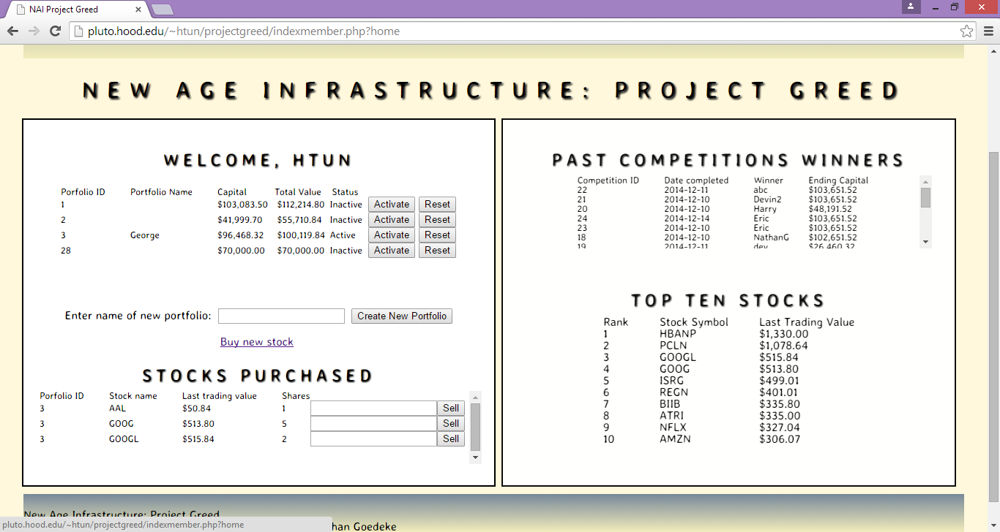 NAI Project Greed
pluto.hood.edu/~htun/projectgreed/indexmember.php?home
NEW AGE INFRASTRUCTURE: PROJECT GREED
WELCOME, HTUN
Porfolio ID Portfolio Name Capital Total Value Status
1 $103,083.50 $112,214.80 Inactive Activate Reset
2 $41,999.70 $55,710.84 Inactive Activate Reset
3 George $96,468.32 $100,119.84 Active Activate Reset
28 $70,000.00 $70,000.00 Inactive Activate Reset
Enter name of new portfolio: Create New Portfolio
Buy new stock
STOCKS PURCHASED
Porfolio ID Stock name Last trading value Shares
3 AAL $50.84 1 Sell
3 GOOG $513.80 5 Sell
3 GOOGL $515.84 2 Sell
PAST COMPETITIONS WINNERS
Competition ID Date completed Winner Ending Capital
22 2014-12-11 abc $103,651.52
21 2014-12-10 Devin2 $103,651.52
20 2014-12-10 Harry $48,191.52
24 2014-12-14 Eric $103,651.52
23 2014-12-10 Eric $103,651.52
18 2014-12-10 NathanG $102,651.52
19 2014-12-11 dev $26,460.32
TOP TEN STOCKS
Rank Stock Symbol Last Trading Value
1 HBANP $1,330.00
2 PCLN $1,078.64
3 GOOGL $515.84
4 GOOG $513.80
5 ISRG $499.01
6 REGN $401.01
7 BIIB $335.80
8 ATRI $335.00
9 NFLX $327.04
10 AMZN $306.07
New Age Infrastructure: Project Greed
han Goedeke
pluto.hood.edu/~htun/projectgreed/indexmember.php?home